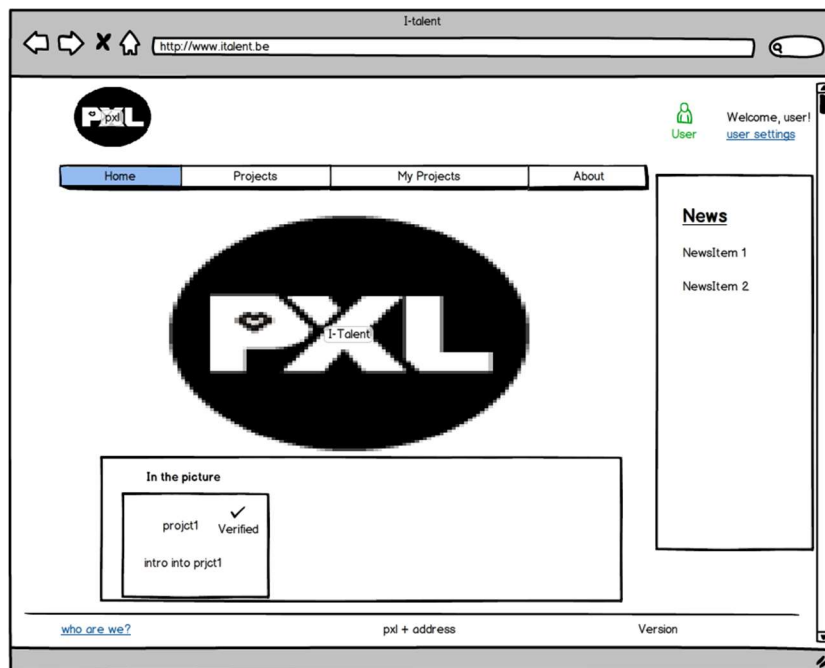 I-talent
http://www.italent.be
PXL
pxl
User
Welcome, user!
user settings
Home
Projects
My Projects
About
News
NewsItem 1
NewsItem 2
PXL
I-Talent
In the picture
projct1
Verified
intro into prjct1
who are we?
pxl + address
Version